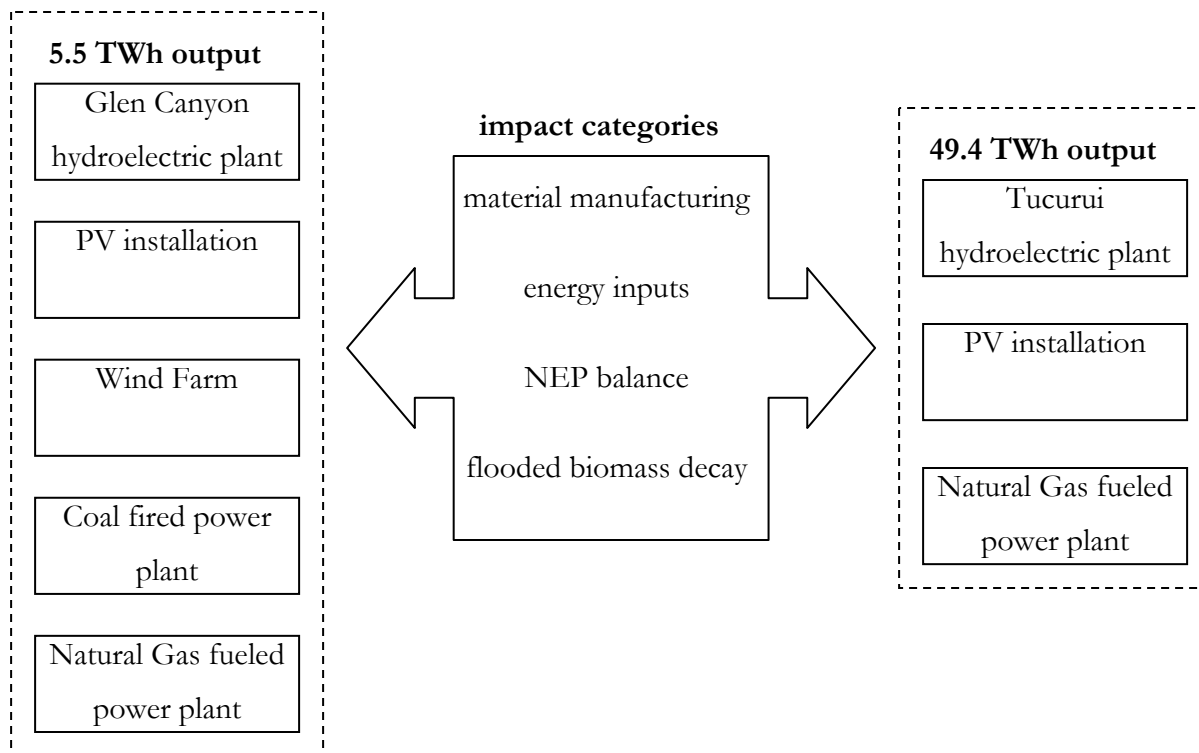 5.5 TWh output
Glen Canyon
hydroelectric plant
PV installation
Wind Farm
Coal fired power
plant
Natural Gas fueled
power plant
impact categories
material manufacturing
energy inputs
NEP balance
flooded biomass decay
49.4 TWh output
Tucurui
hydroelectric plant
PV installation
Natural Gas fueled
power plant